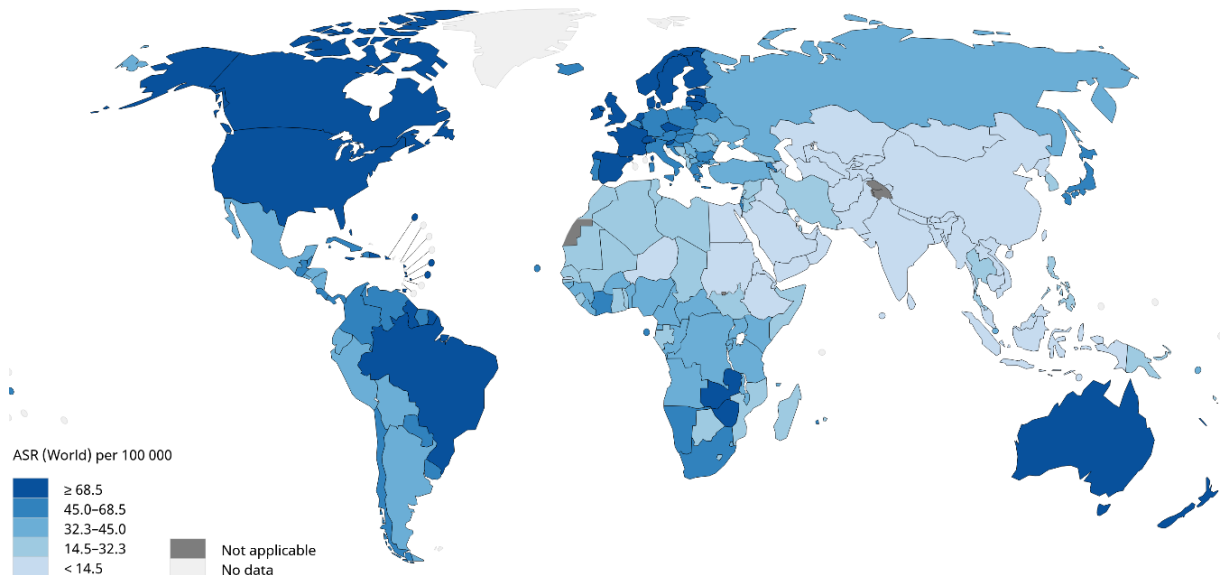 ASR (World) per 100 000
≥ 68.5
45.0–68.5
32.3–45.0
14.5–32.3
< 14.5
Not applicable
No data